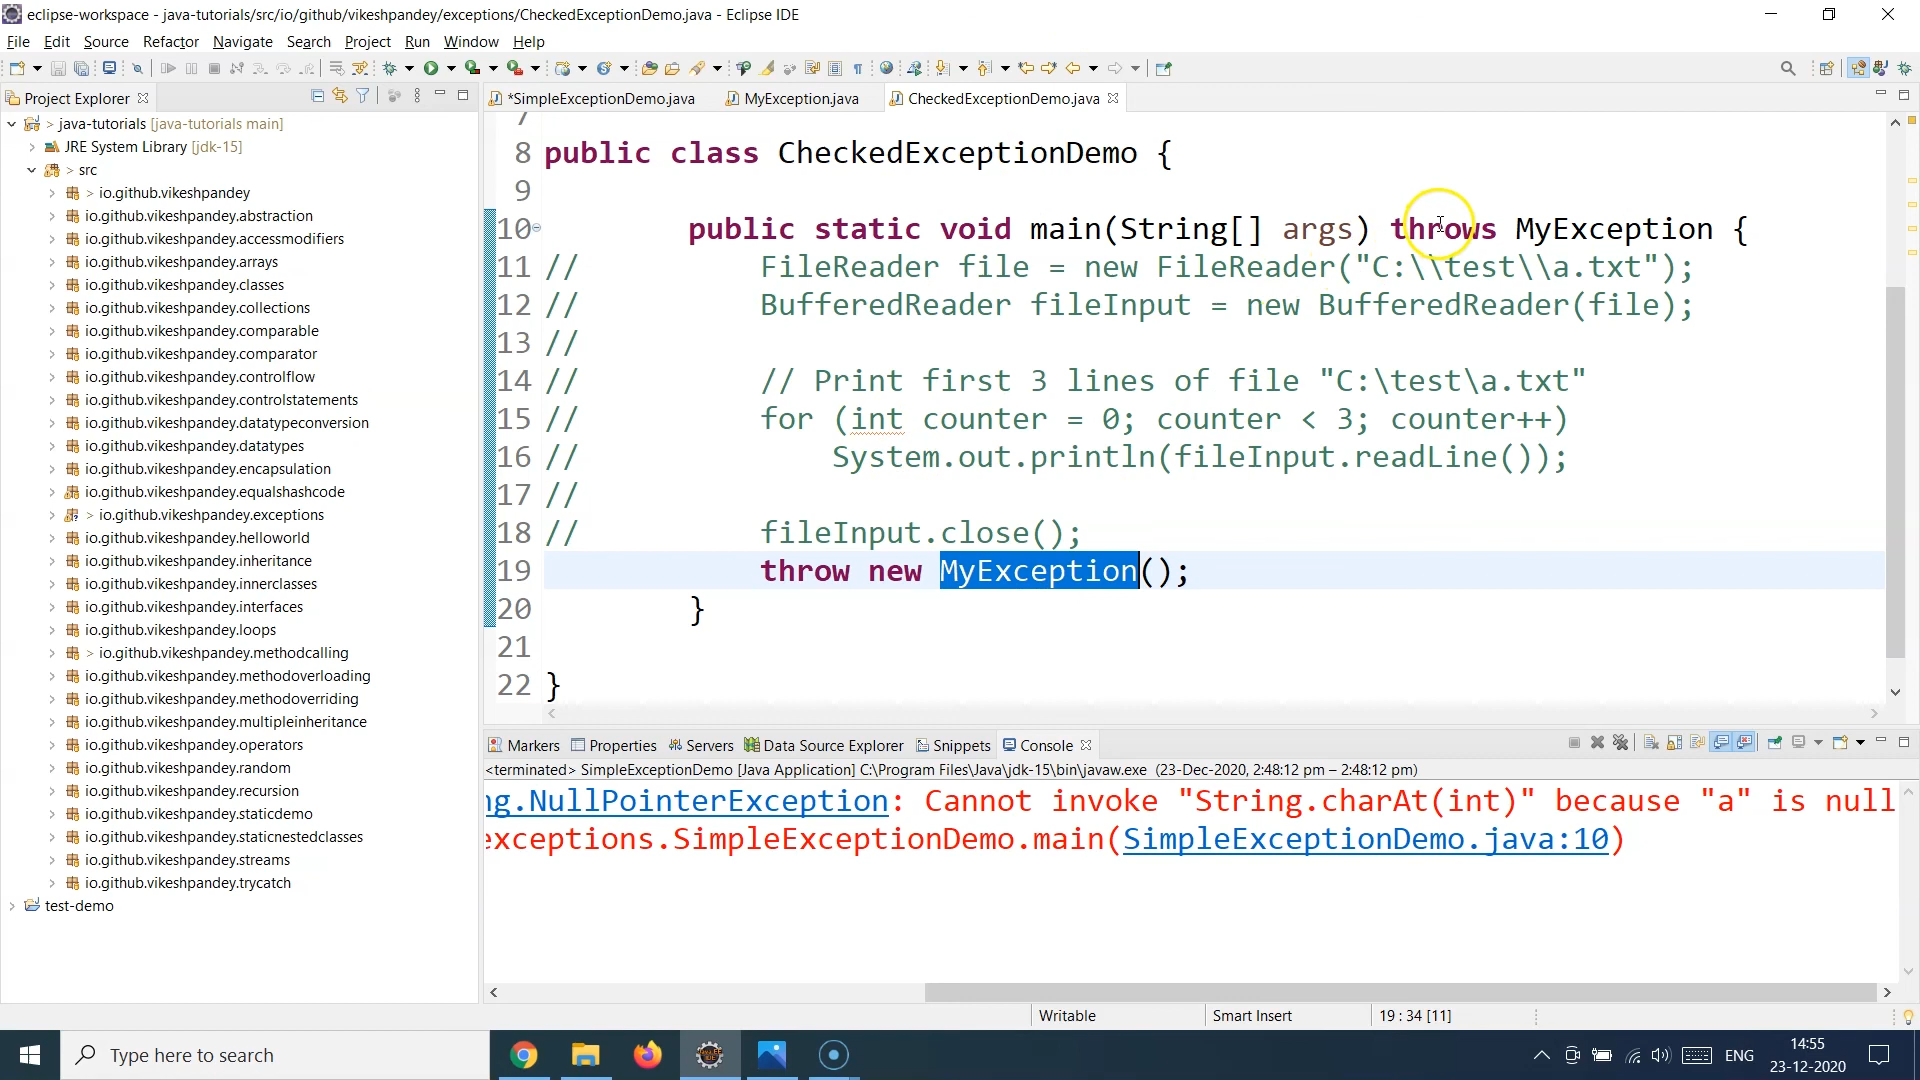 eclipse-workspace - java-tutorials/src/io/github/vikeshpandey/exceptions/CheckedExceptionDemo.java - Eclipse IDE
File Edit Source Refactor Navigate Search Project Run Window Help
Project Explorer
java-tutorials [java-tutorials main]
JRE System Library [jdk-15]
src
io.github.vikeshpandey
io.github.vikeshpandey.abstraction
io.github.vikeshpandey.accessmodifiers
io.github.vikeshpandey.arrays
io.github.vikeshpandey.classes
io.github.vikeshpandey.collections
io.github.vikeshpandey.comparable
io.github.vikeshpandey.comparator
io.github.vikeshpandey.controlflow
io.github.vikeshpandey.controlstatements
io.github.vikeshpandey.datatypeconversion
io.github.vikeshpandey.datatypes
io.github.vikeshpandey.encapsulation
io.github.vikeshpandey.equalshashcode
io.github.vikeshpandey.exceptions
io.github.vikeshpandey.helloworld
io.github.vikeshpandey.inheritance
io.github.vikeshpandey.innerclasses
io.github.vikeshpandey.interfaces
io.github.vikeshpandey.loops
io.github.vikeshpandey.methodcalling
io.github.vikeshpandey.methodoverloading
io.github.vikeshpandey.methodoverriding
io.github.vikeshpandey.multipleinheritance
io.github.vikeshpandey.operators
io.github.vikeshpandey.random
io.github.vikeshpandey.recursion
io.github.vikeshpandey.staticdemo
io.github.vikeshpandey.staticnestedclasses
io.github.vikeshpandey.streams
io.github.vikeshpandey.trycatch
test-demo
*SimpleExceptionDemo.java MyException.java CheckedExceptionDemo.java
7
8 public class CheckedExceptionDemo {
9
10 public static void main(String[] args) throws MyException {
11 // FileReader file = new FileReader("C:\\test\\a.txt");
12 // BufferedReader fileInput = new BufferedReader(file);
13 //
14 // // Print first 3 lines of file "C:\test\a.txt"
15 // for (int counter = 0; counter < 3; counter++)
16 // System.out.println(fileInput.readLine());
17 //
18 // fileInput.close();
19 throw new MyException();
20 }
21
22 }
Markers Properties Servers Data Source Explorer Snippets Console
<terminated> SimpleExceptionDemo [Java Application] C:\Program Files\Java\jdk-15\bin\javaw.exe (23-Dec-2020, 2:48:12 pm – 2:48:12 pm)
ng.NullPointerException: Cannot invoke "String.charAt(int)" because "a" is null
exceptions.SimpleExceptionDemo.main(SimpleExceptionDemo.java:10)
Writable Smart Insert 19 : 34 [11]
Type here to search
ENG
14:55
23-12-2020